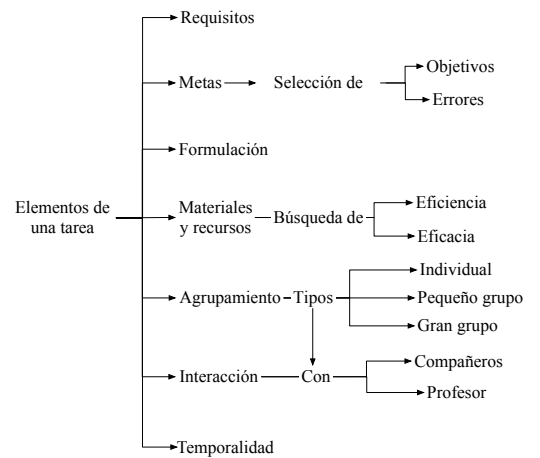 Requisitos
Metas
Selección de
Objetivos
Errores
Formulación
Elementos de
una tarea
Materiales
y recursos
Búsqueda de
Eficiencia
Eficacia
Agrupamiento
Tipos
Individual
Pequeño grupo
Gran grupo
Interacción
Con
Compañeros
Profesor
Temporalidad